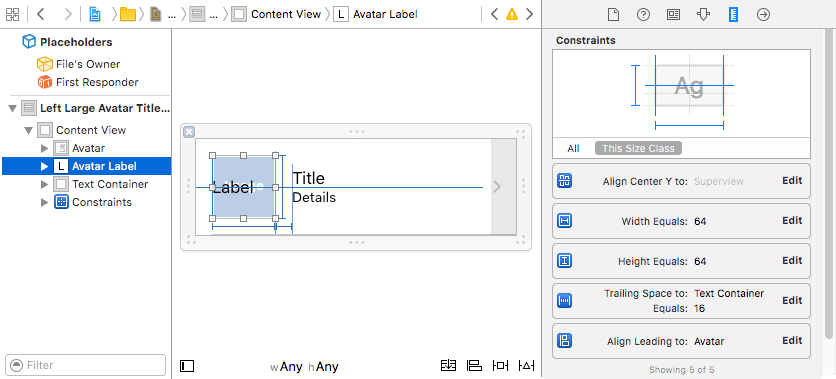 ... ... Content View L Avatar Label
Placeholders
File's Owner
First Responder
Left Large Avatar Title...
Content View
Avatar
L Avatar Label
Text Container
Constraints
Filter
Label
Title
Details
wAny hAny
Constraints
Ag
All This Size Class
Align Center Y to: Superview Edit
Width Equals: 64 Edit
Height Equals: 64 Edit
Trailing Space to: Text Container
Equals: 16 Edit
Align Leading to: Avatar Edit
Showing 5 of 5